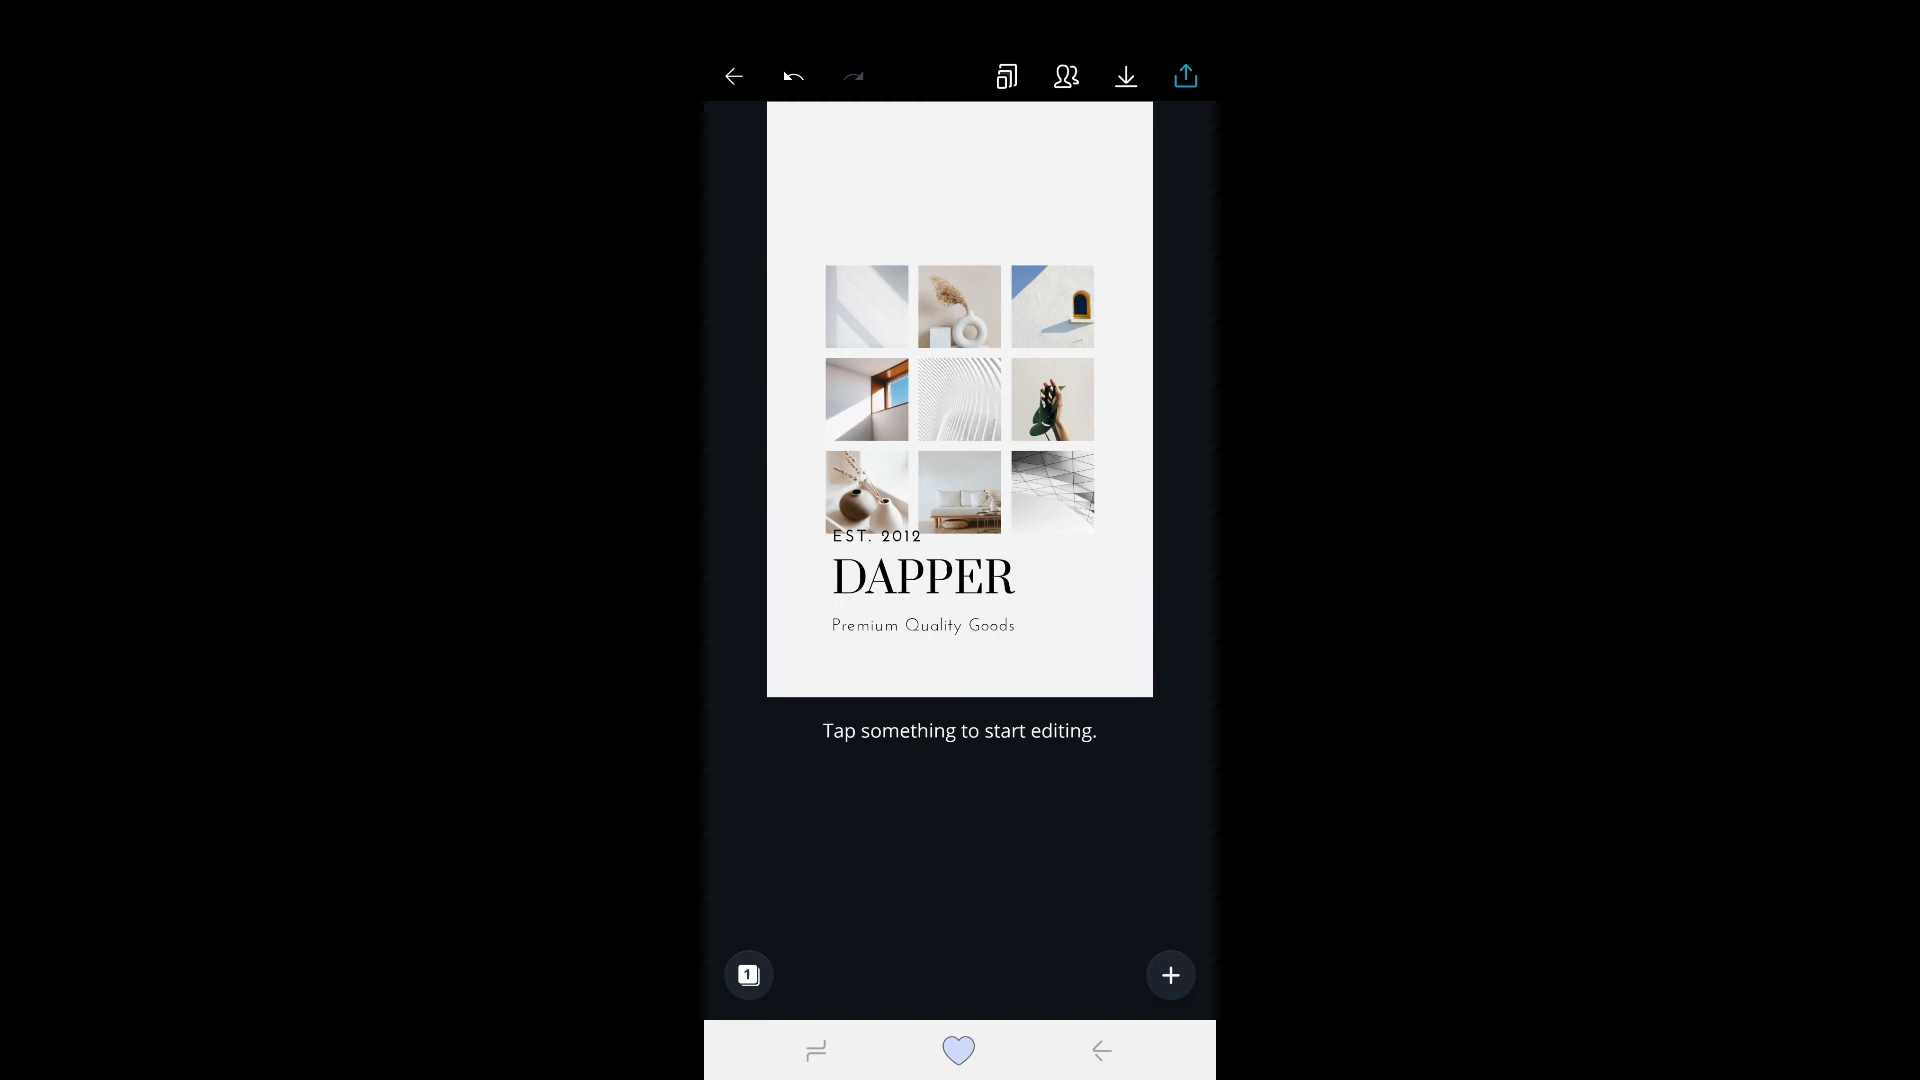 EST. 2012
DAPPER
Premium Quality Goods
Tap something to start editing.
1